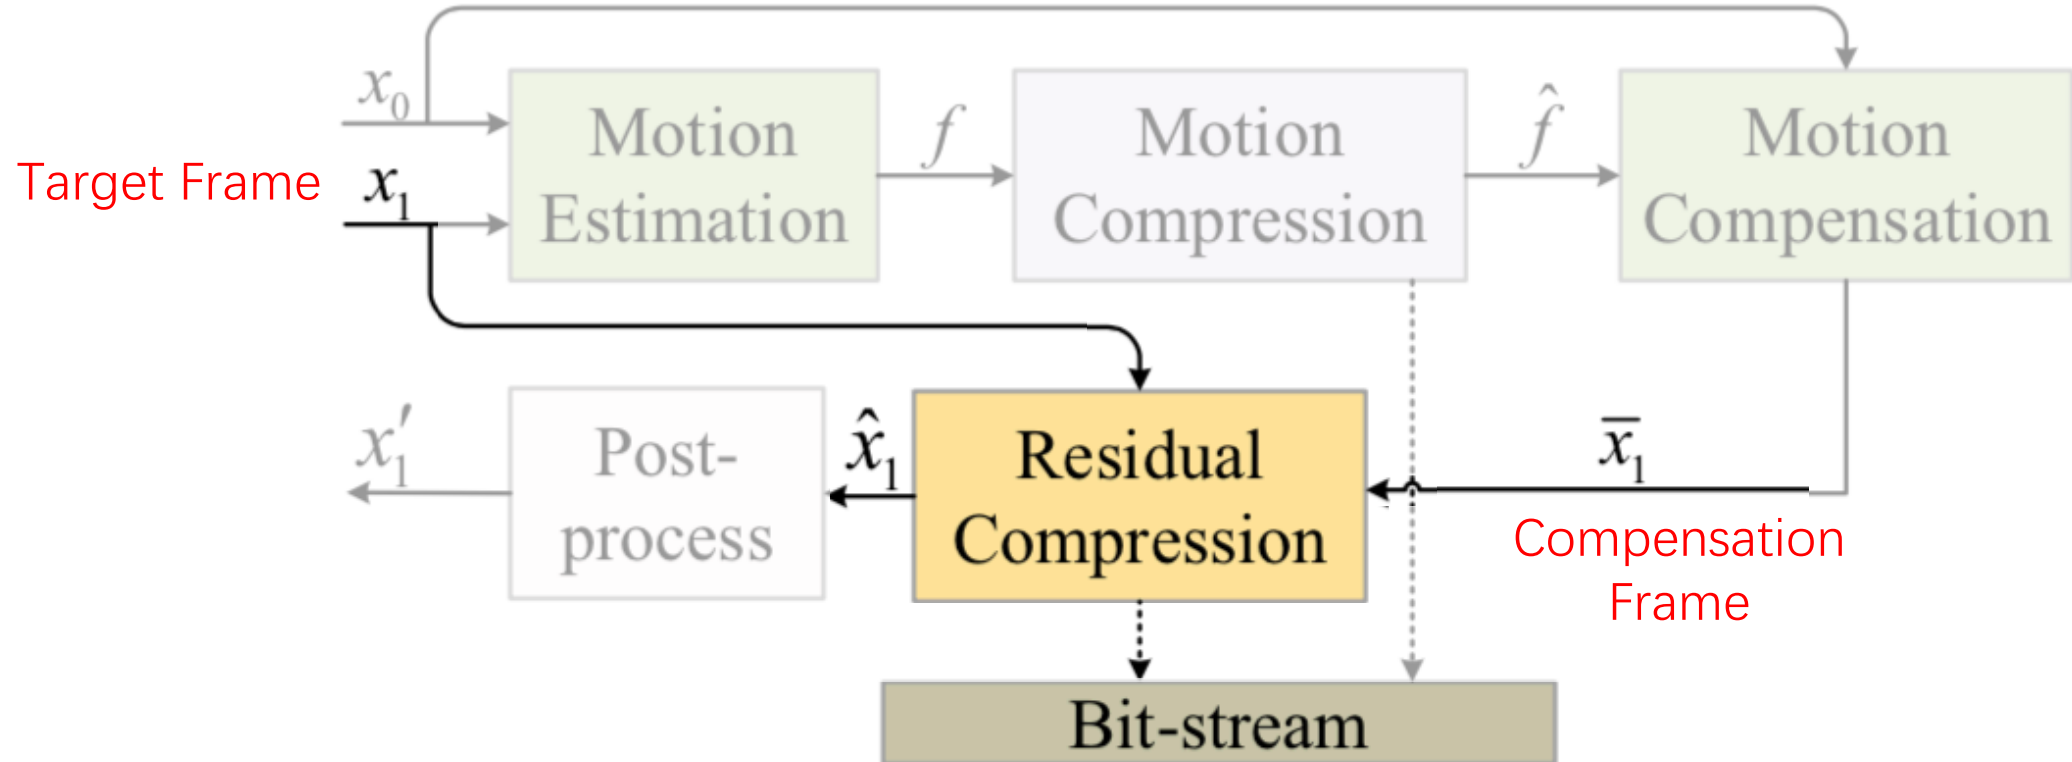 x₀
Target Frame
x₁
Motion
Estimation
f
Motion
Compression
f̂
Motion
Compensation
x₁′
Post-
process
x̂₁
Residual
Compression
x̄₁
Compensation
Frame
Bit-stream